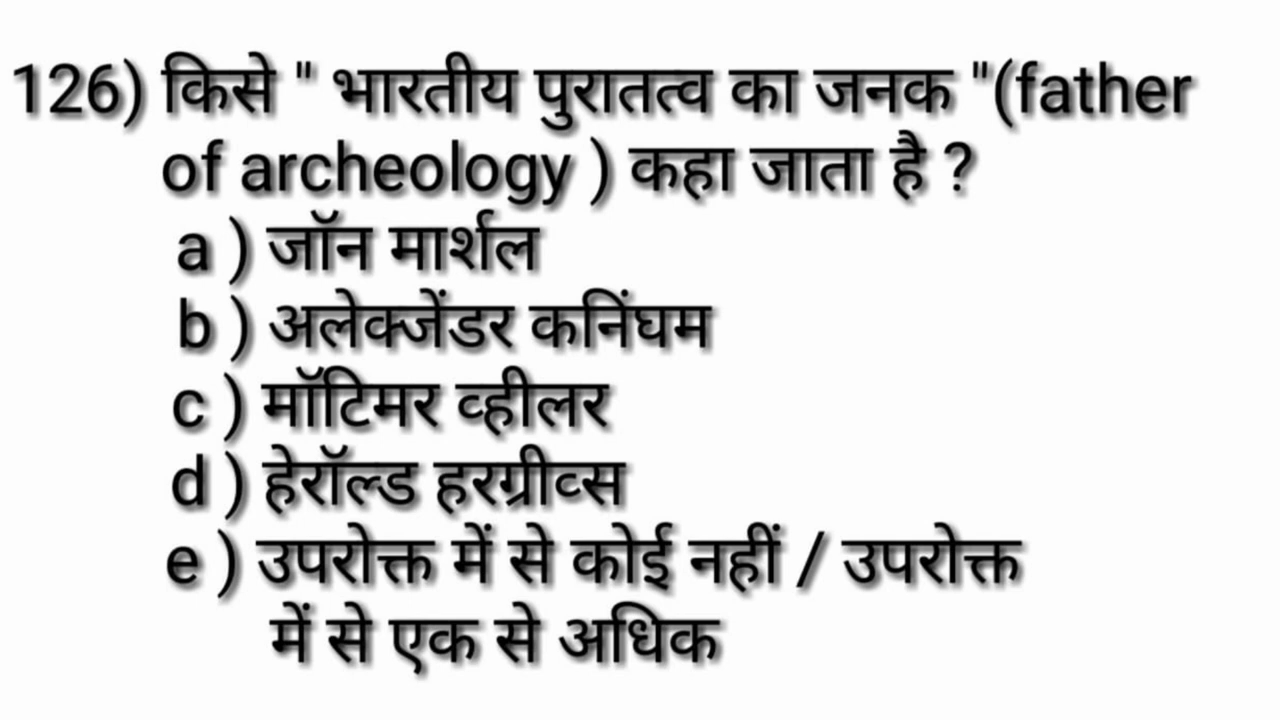 126) किसे " भारतीय पुरातत्व का जनक "(father
of archeology ) कहा जाता है ?
a ) जॉन मार्शल
b ) अलेक्जेंडर कनिंघम
c ) मॉटिमर व्हीलर
d ) हेरॉल्ड हरग्रीव्स
e ) उपरोक्त में से कोई नहीं / उपरोक्त
में से एक से अधिक